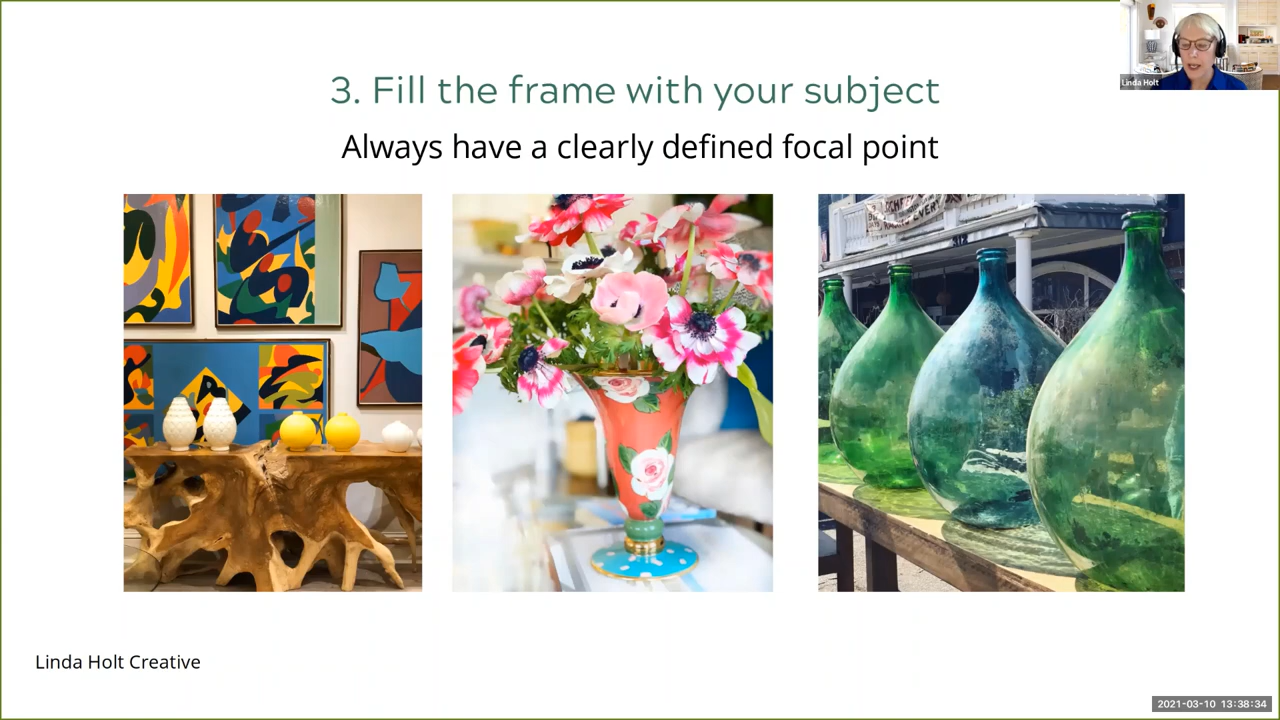 3. Fill the frame with your subject
Always have a clearly defined focal point
Linda Holt
Linda Holt Creative
2021-03-10 13:38:34